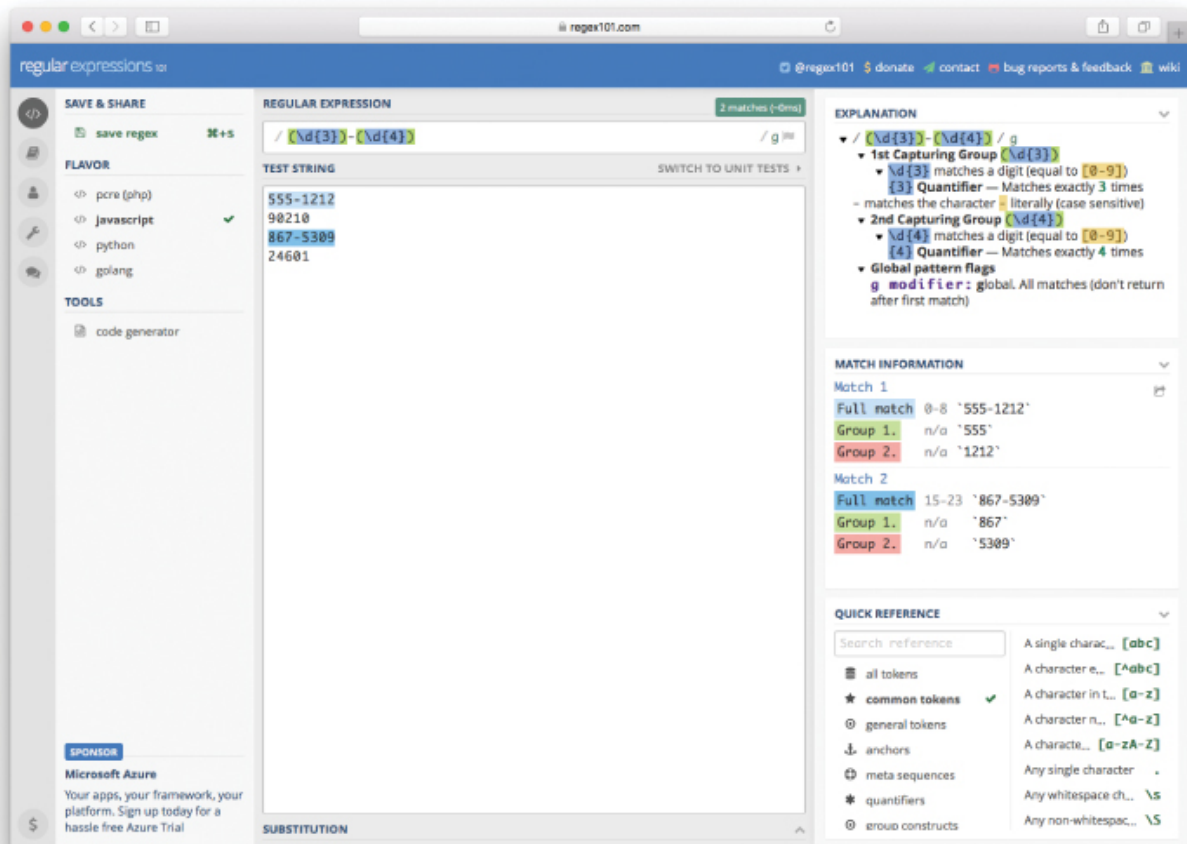 regex101.com
regular expressions 101
@regex101 $ donate contact bug reports & feedback wiki
SAVE & SHARE
save regex ⌘+S
FLAVOR
</> pcre (php)
</> javascript
</> python
</> golang
TOOLS
code generator
SPONSOR
Microsoft Azure
Your apps, your framework, your
platform. Sign up today for a
hassle free Azure Trial
$
REGULAR EXPRESSION
2 matches (~0ms)
/ (\d{3})-(\d{4}) / g
TEST STRING SWITCH TO UNIT TESTS
555-1212
90210
867-5309
24601
SUBSTITUTION
EXPLANATION
/ (\d{3})-(\d{4}) / g
1st Capturing Group (\d{3})
\d{3} matches a digit (equal to [0-9])
{3} Quantifier — Matches exactly 3 times
- matches the character - literally (case sensitive)
2nd Capturing Group (\d{4})
\d{4} matches a digit (equal to [0-9])
{4} Quantifier — Matches exactly 4 times
Global pattern flags
g modifier: global. All matches (don't return
after first match)
MATCH INFORMATION
Match 1
Full match 0-8 `555-1212`
Group 1. n/a `555`
Group 2. n/a `1212`
Match 2
Full match 15-23 `867-5309`
Group 1. n/a `867`
Group 2. n/a `5309`
QUICK REFERENCE
Search reference
all tokens
common tokens
general tokens
anchors
meta sequences
quantifiers
group constructs
A single charac... [abc]
A character e... [^abc]
A character in t... [a-z]
A character n... [^a-z]
A characte... [a-zA-Z]
Any single character .
Any whitespace ch... \s
Any non-whitespac... \S